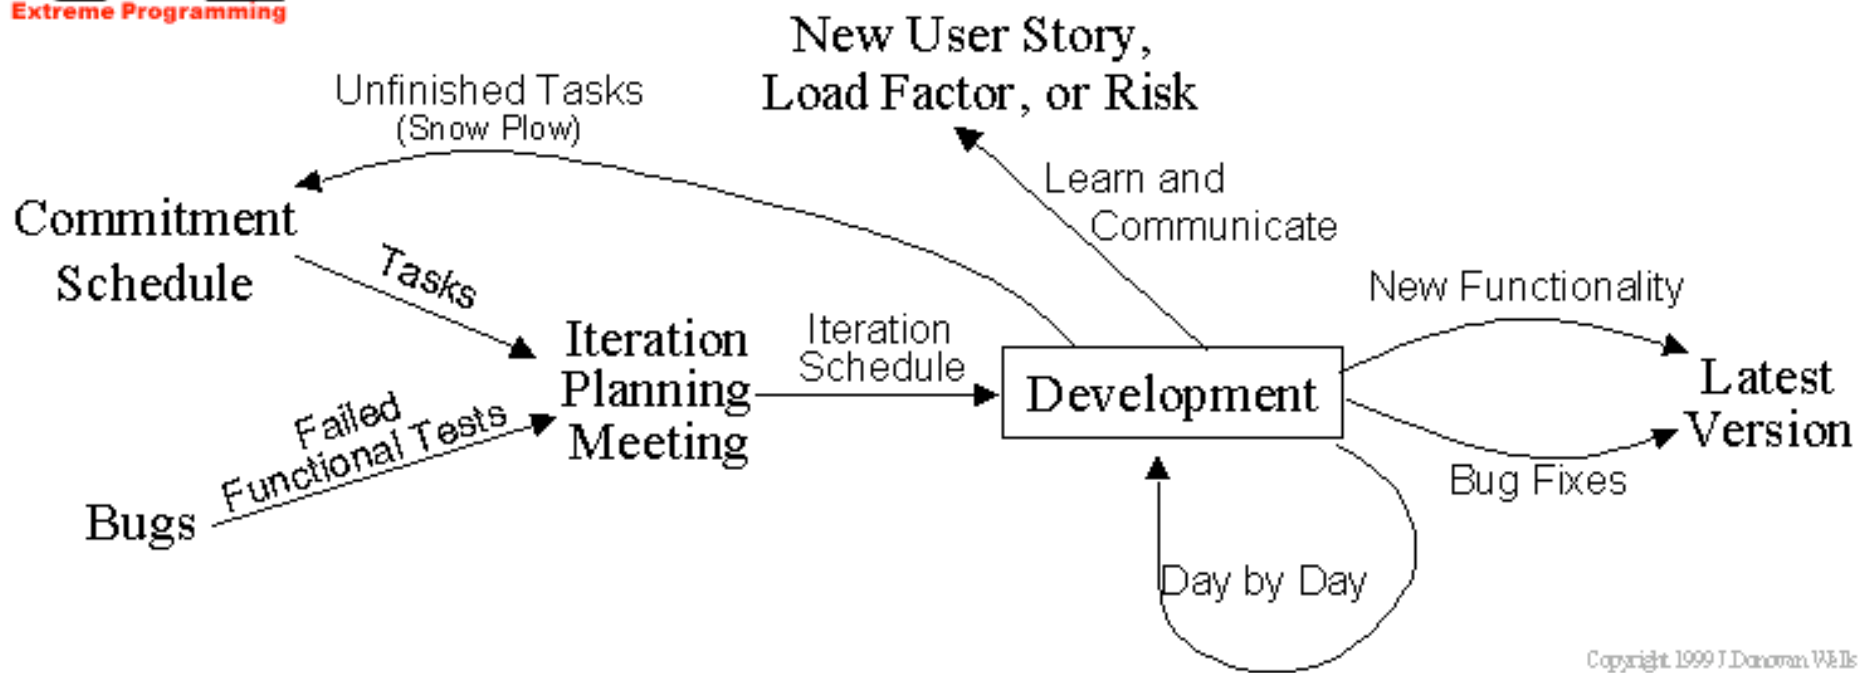 Extreme Programming
New User Story,
Load Factor, or Risk
Unfinished Tasks
(Snow Plow)
Learn and
Communicate
Commitment
Schedule
Tasks
New Functionality
Iteration
Planning
Meeting
Iteration
Schedule
Development
Latest
Version
Failed
Functional Tests
Bug Fixes
Bugs
Day by Day
Copyright 1999 J. Donovan Wells